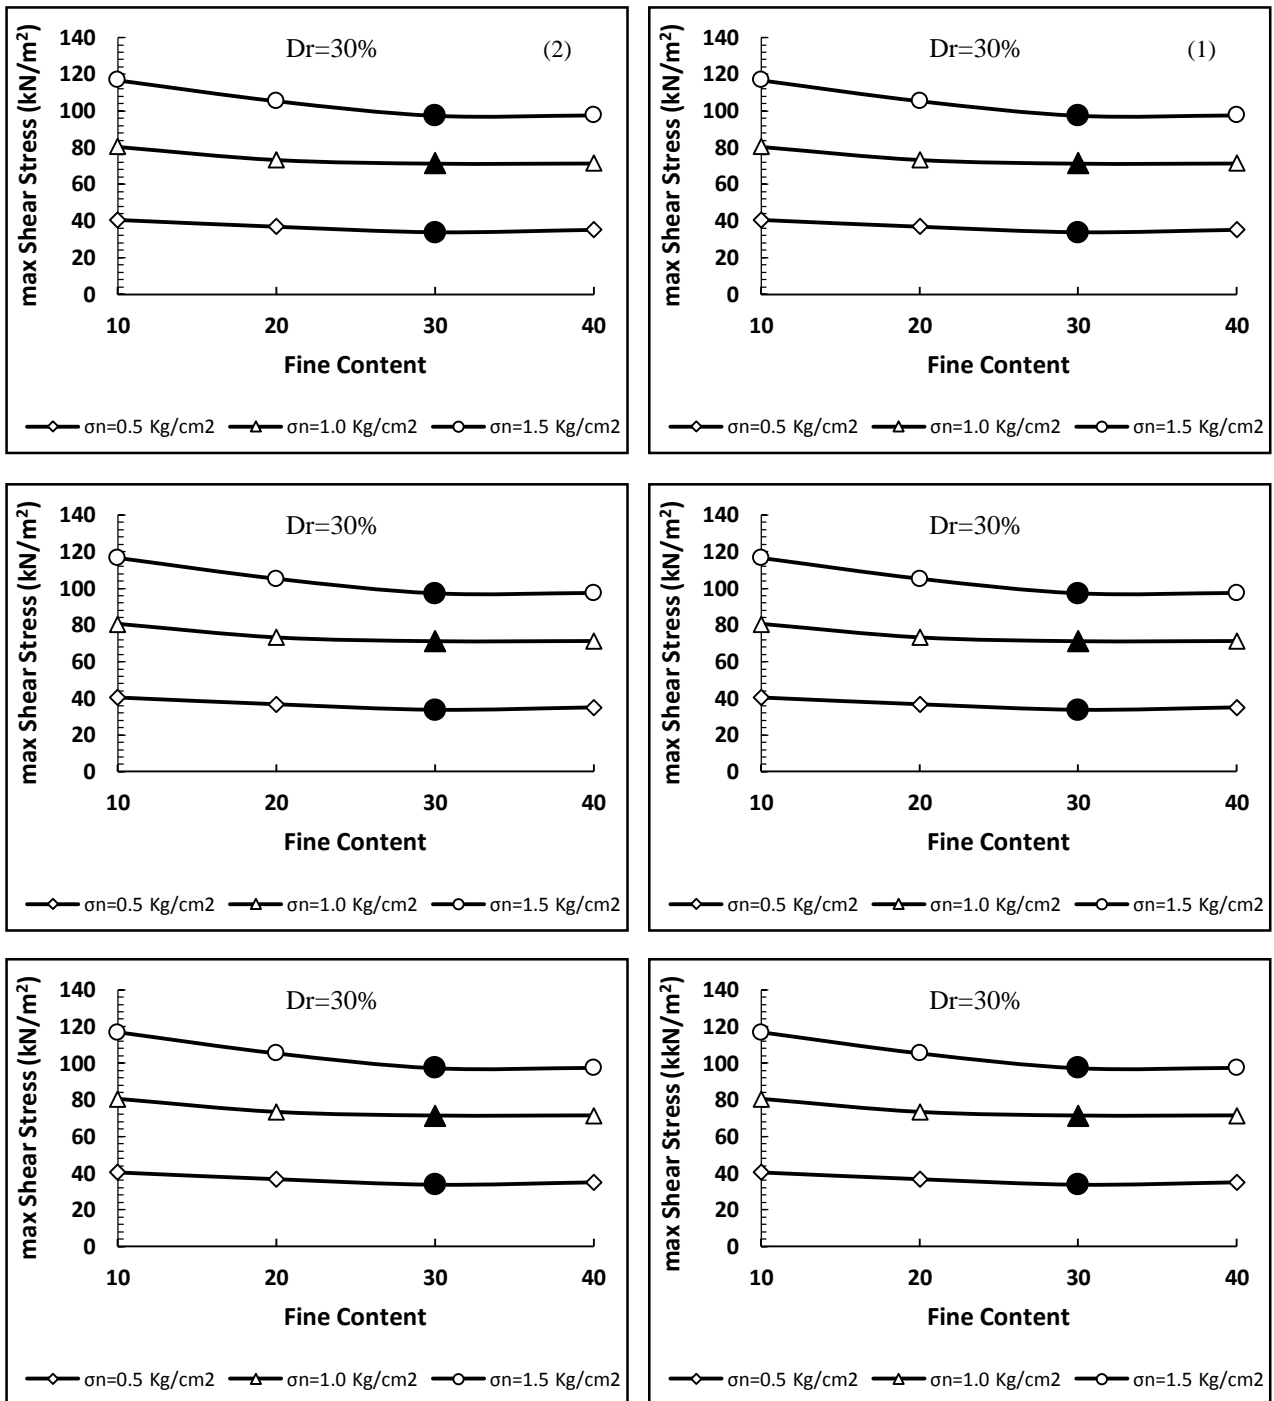 Dr=30% (2)
max Shear Stress (kN/m²)
140
120
100
80
60
40
20
0
10 20 30 40
Fine Content
σn=0.5 Kg/cm2 σn=1.0 Kg/cm2 σn=1.5 Kg/cm2
Dr=30% (1)
max Shear Stress (kN/m²)
140
120
100
80
60
40
20
0
10 20 30 40
Fine Content
σn=0.5 Kg/cm2 σn=1.0 Kg/cm2 σn=1.5 Kg/cm2
Dr=30%
max Shear Stress (kN/m²)
140
120
100
80
60
40
20
0
10 20 30 40
Fine Content
σn=0.5 Kg/cm2 σn=1.0 Kg/cm2 σn=1.5 Kg/cm2
Dr=30%
max Shear Stress (kN/m²)
140
120
100
80
60
40
20
0
10 20 30 40
Fine Content
σn=0.5 Kg/cm2 σn=1.0 Kg/cm2 σn=1.5 Kg/cm2
Dr=30%
max Shear Stress (kN/m²)
140
120
100
80
60
40
20
0
10 20 30 40
Fine Content
σn=0.5 Kg/cm2 σn=1.0 Kg/cm2 σn=1.5 Kg/cm2
Dr=30%
max Shear Stress (kkN/m²)
140
120
100
80
60
40
20
0
10 20 30 40
Fine Content
σn=0.5 Kg/cm2 σn=1.0 Kg/cm2 σn=1.5 Kg/cm2